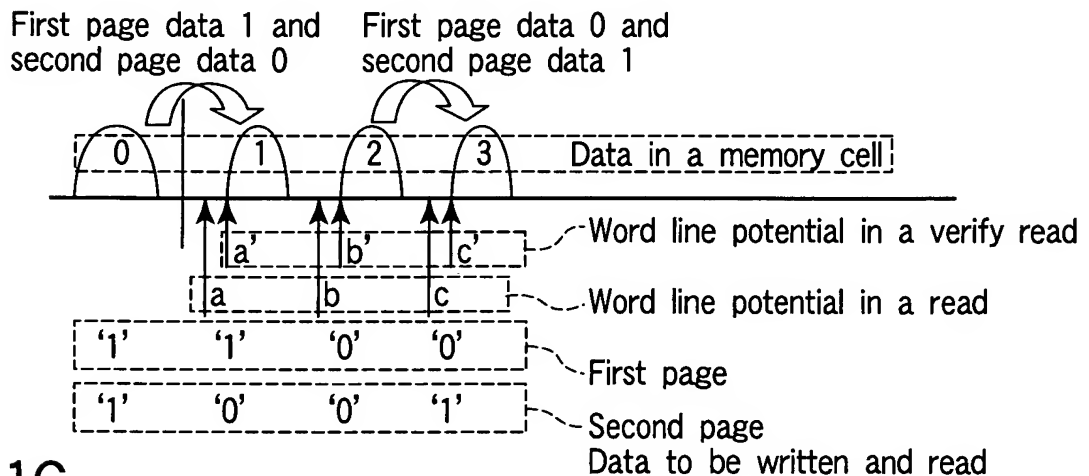 First page data 1 and
second page data 0
First page data 0 and
second page data 1
0 1 2 3 Data in a memory cell
a' b' c' Word line potential in a verify read
a b c Word line potential in a read
‘1’ ‘1’ ‘0’ ‘0’
First page
‘1’ ‘0’ ‘0’ ‘1’
Second page
Data to be written and read